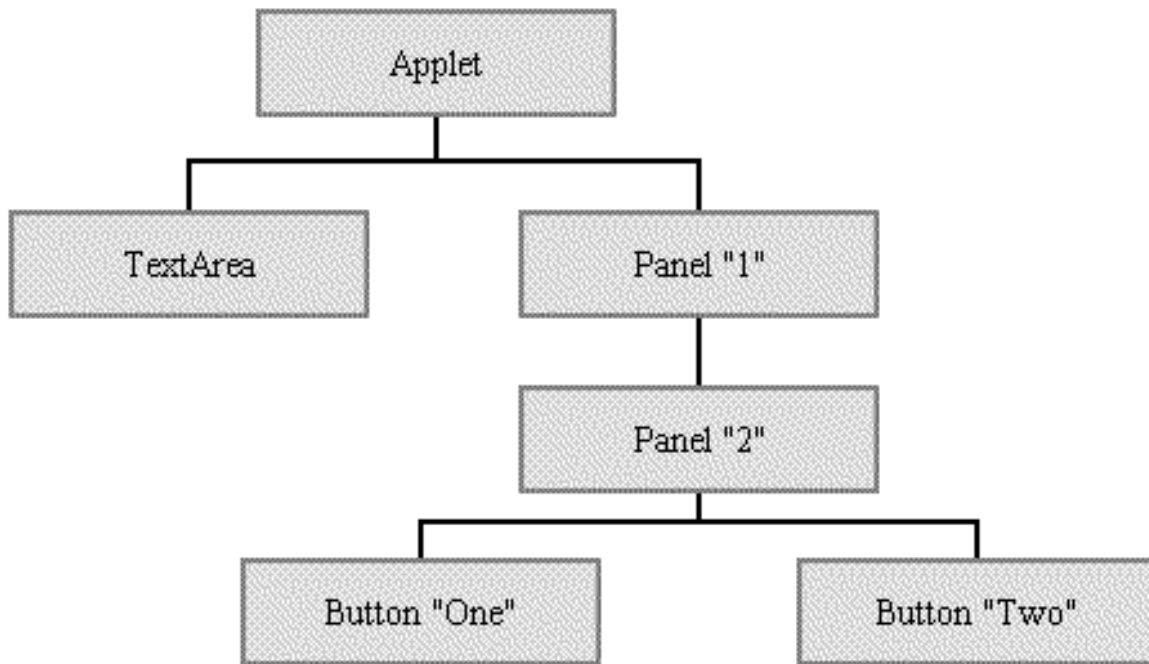 Applet
TextArea
Panel "1"
Panel "2"
Button "One"
Button "Two"